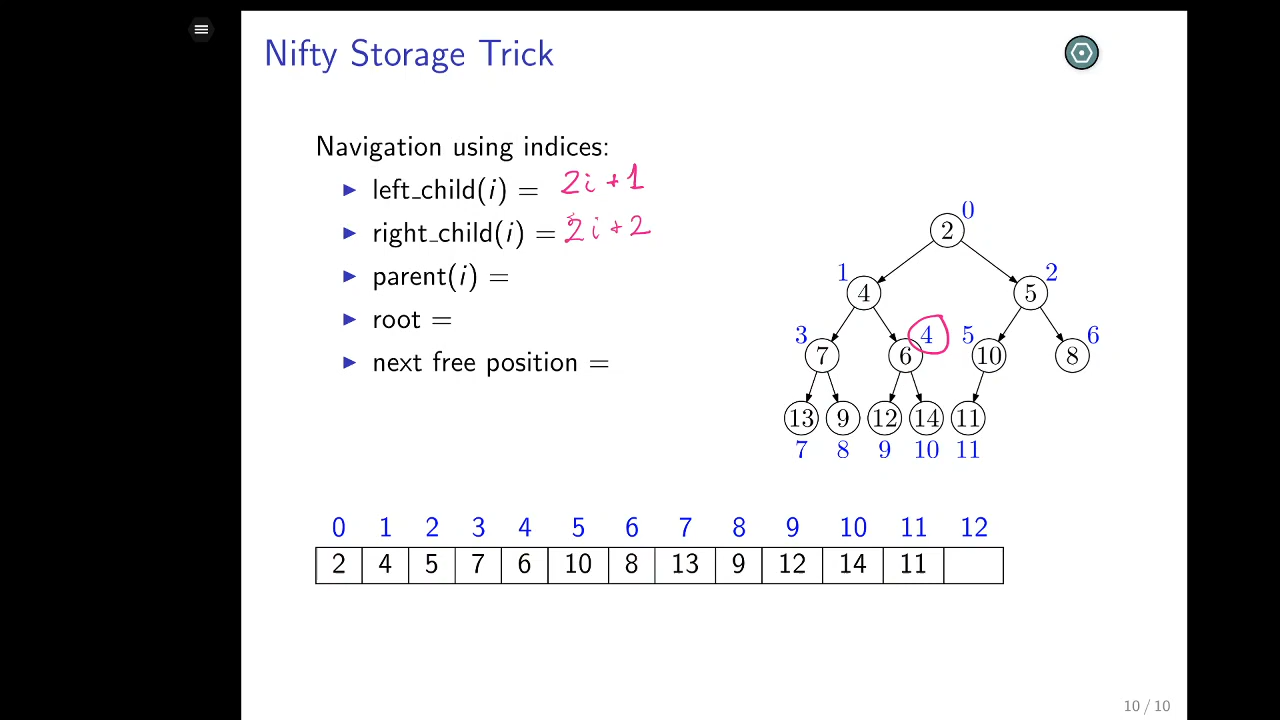 Nifty Storage Trick
Navigation using indices:
► left_child(i) = 2i + 1
► right_child(i) = 2i + 2
► parent(i) =
► root =
► next free position =
0
2
1 2
4 5
3 4 5 6
7 6 10 8
13 9 12 14 11
7 8 9 10 11
0 1 2 3 4 5 6 7 8 9 10 11 12
2 4 5 7 6 10 8 13 9 12 14 11
10 / 10